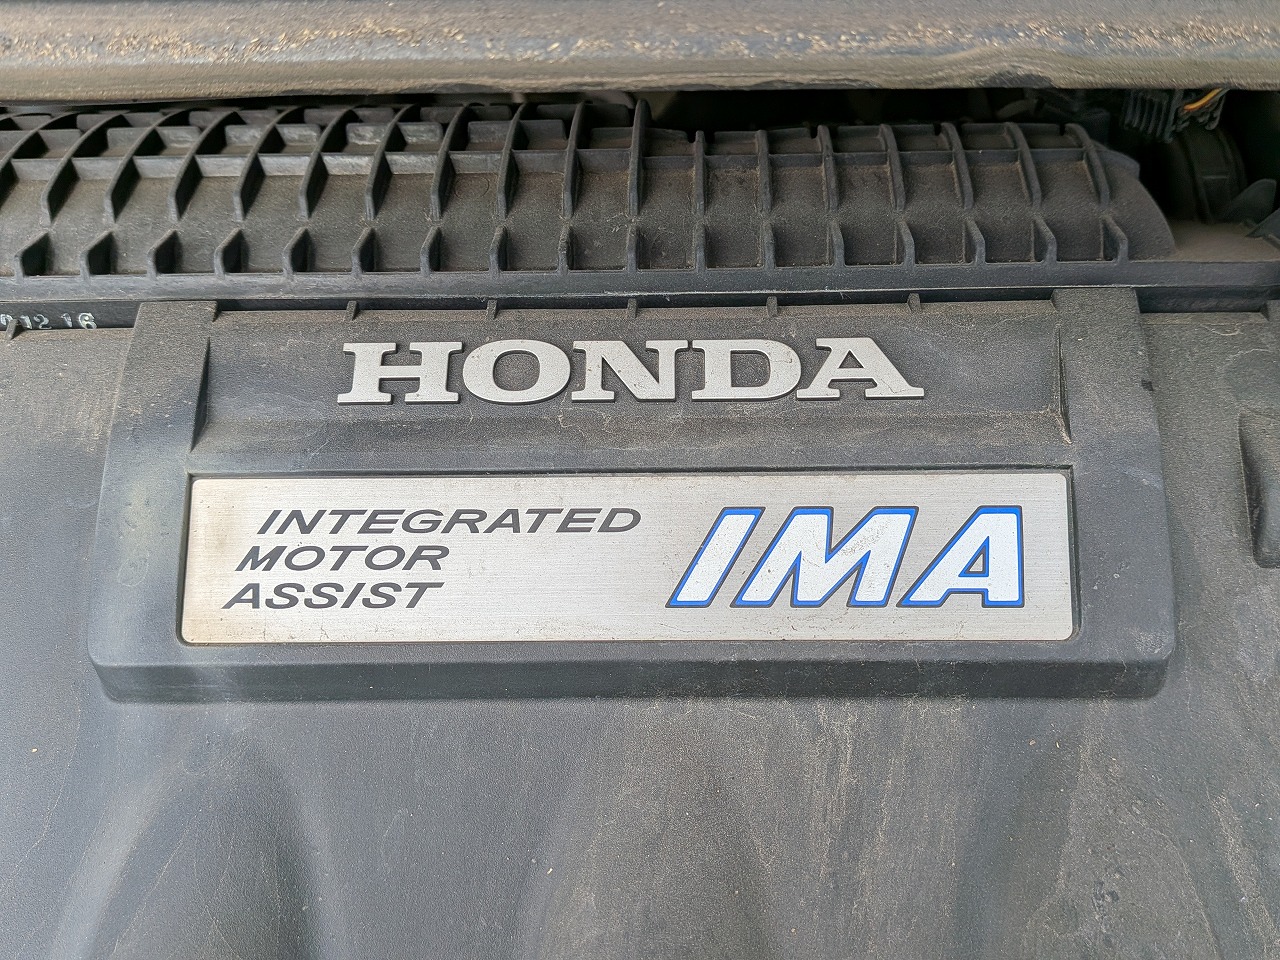 HONDA
INTEGRATED
MOTOR
ASSIST
IMA